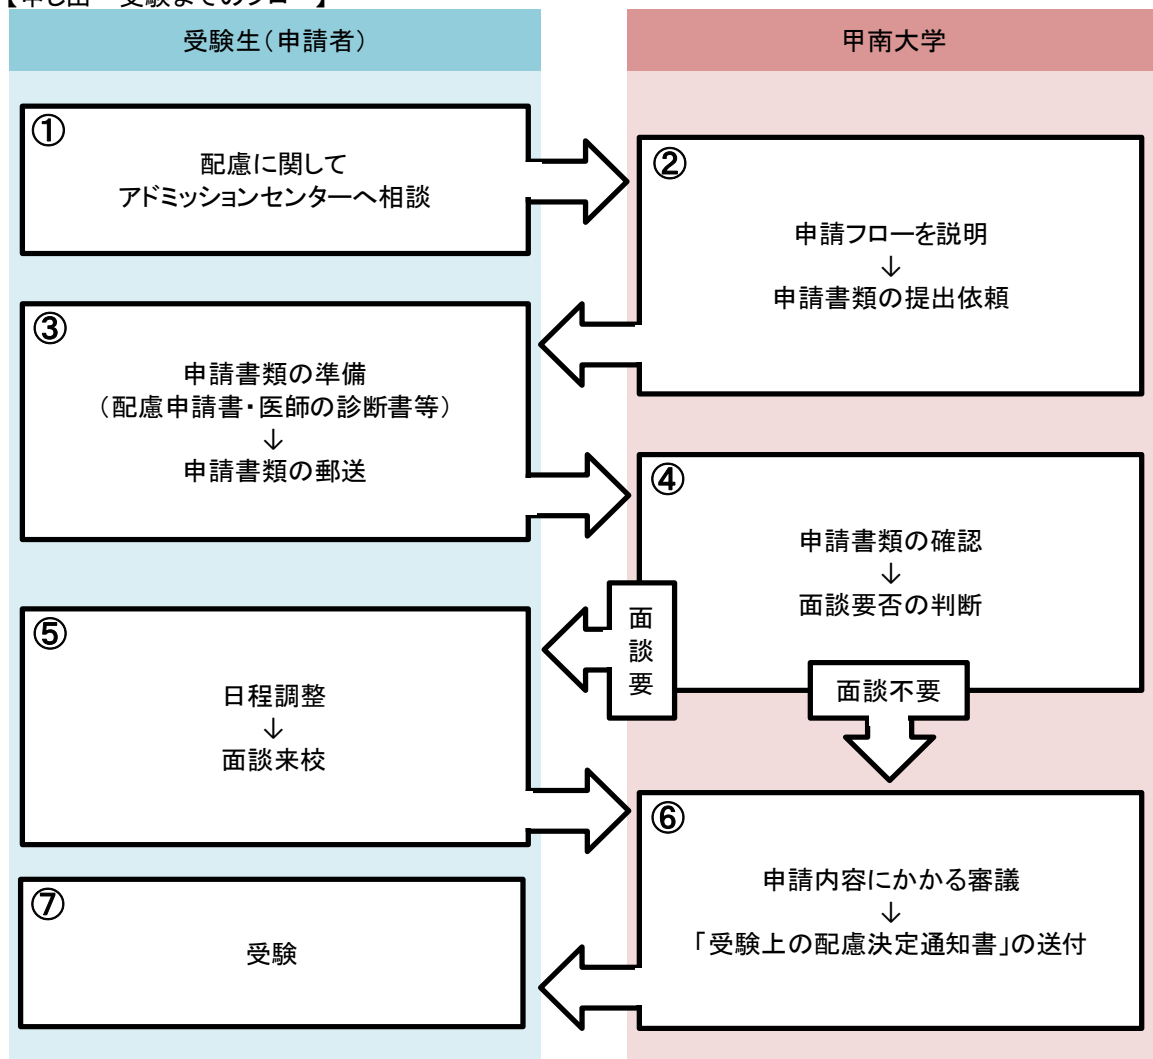 受験生(申請者)
甲南大学
①
配慮に関して
アドミッションセンターへ相談
②
申請フローを説明
↓
申請書類の提出依頼
③
申請書類の準備
(配慮申請書・医師の診断書等)
↓
申請書類の郵送
④
申請書類の確認
↓
面談要否の判断
面談要
面談不要
⑤
日程調整
↓
面談来校
⑥
申請内容にかかる審議
↓
「受験上の配慮決定通知書」の送付
⑦
受験